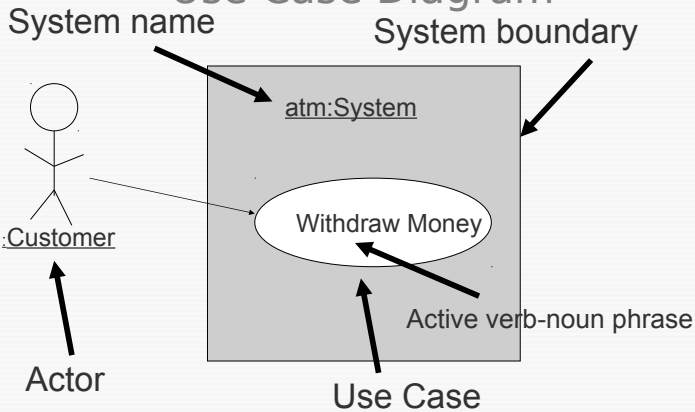 Use Case Diagram
System name
System boundary
atm:System
Withdraw Money
:Customer
Active verb-noun phrase
Actor
Use Case